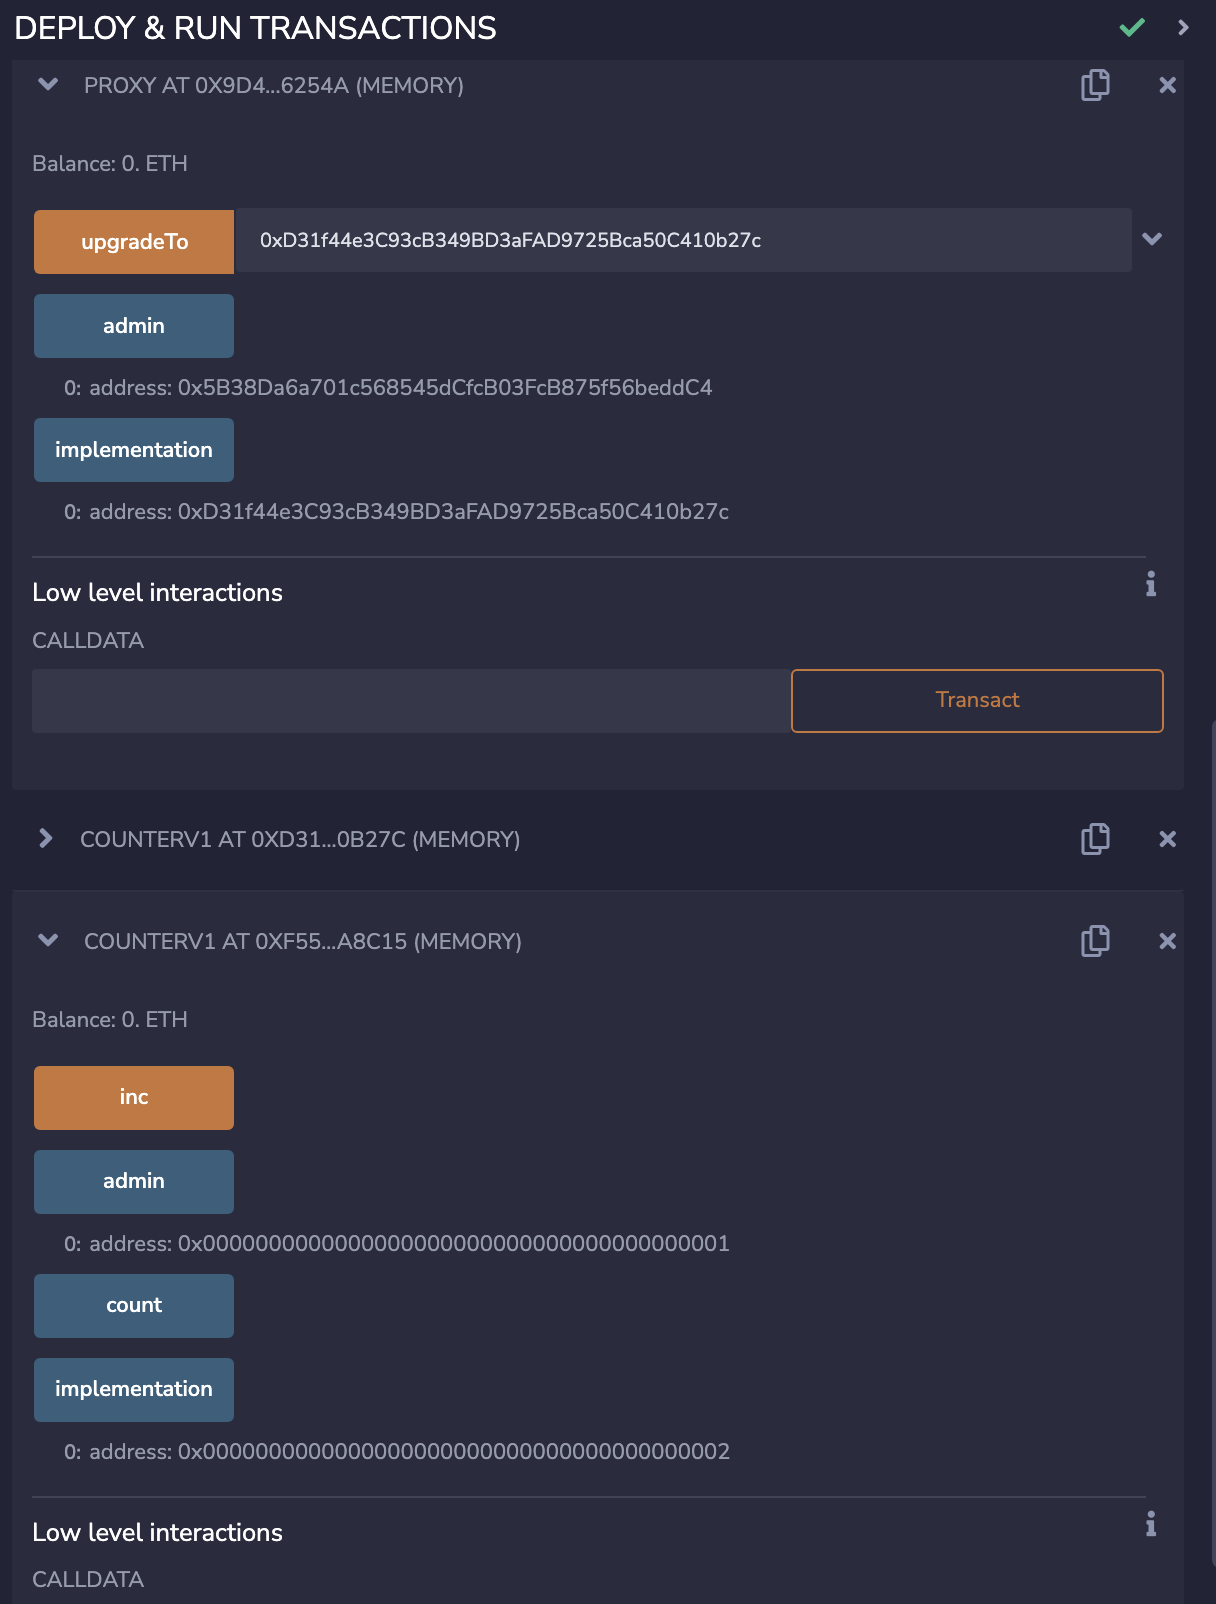 DEPLOY & RUN TRANSACTIONS
PROXY AT 0X9D4...6254A (MEMORY)
Balance: 0. ETH
upgradeTo 0xD31f44e3C93cB349BD3aFAD9725Bca50C410b27c
admin
0: address: 0x5B38Da6a701c568545dCfcB03FcB875f56beddC4
implementation
0: address: 0xD31f44e3C93cB349BD3aFAD9725Bca50C410b27c
Low level interactions
CALLDATA
Transact
COUNTERV1 AT 0XD31...0B27C (MEMORY)
COUNTERV1 AT 0XF55...A8C15 (MEMORY)
Balance: 0. ETH
inc
admin
0: address: 0x0000000000000000000000000000000000000001
count
implementation
0: address: 0x0000000000000000000000000000000000000002
Low level interactions
CALLDATA